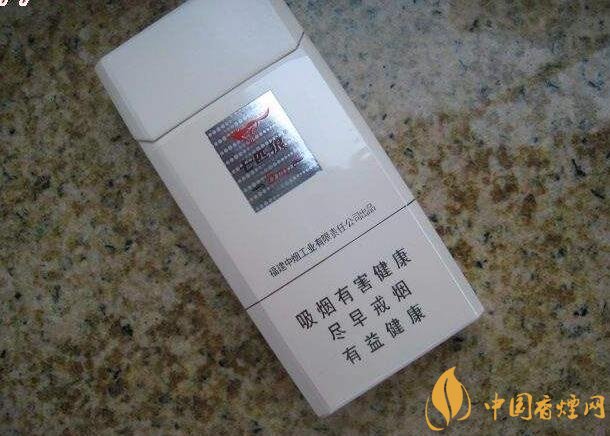 七匹狼
福建中烟工业有限责任公司出品
吸烟有害健康
尽早戒烟
有益健康
中国香烟网